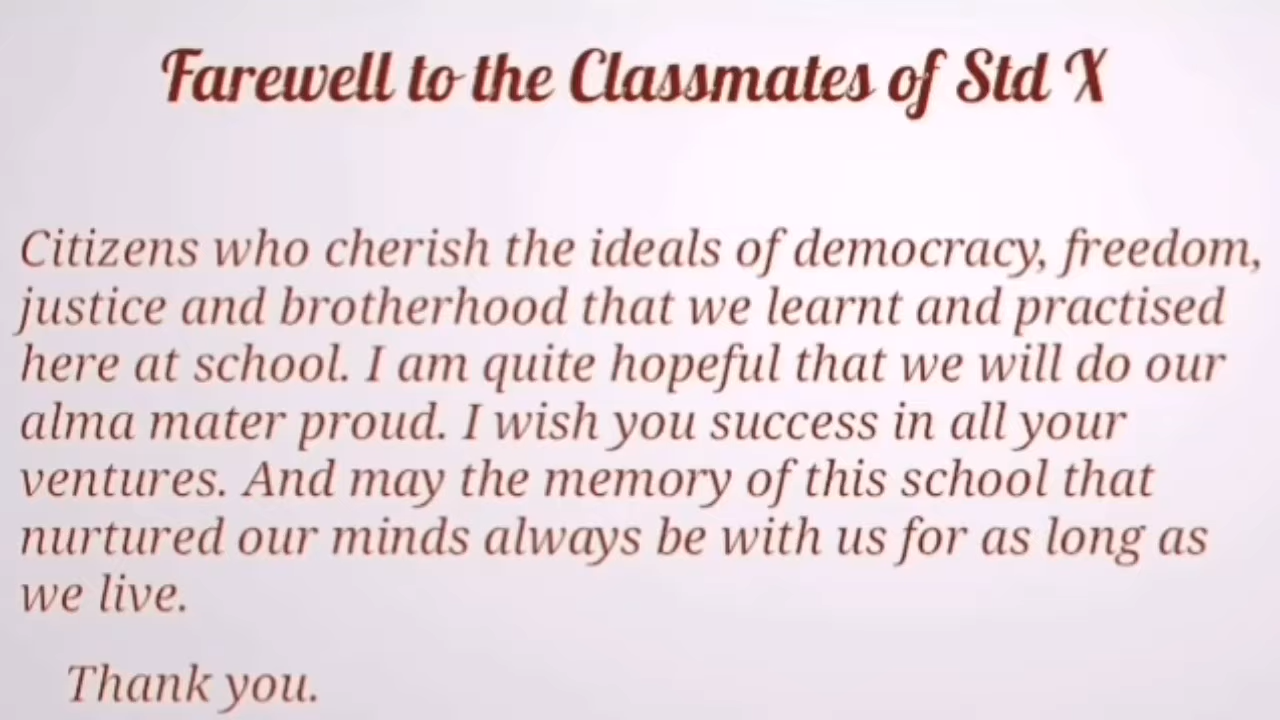 Farewell to the Classmates of Std X
Citizens who cherish the ideals of democracy, freedom,
justice and brotherhood that we learnt and practised
here at school. I am quite hopeful that we will do our
alma mater proud. I wish you success in all your
ventures. And may the memory of this school that
nurtured our minds always be with us for as long as
we live.
Thank you.